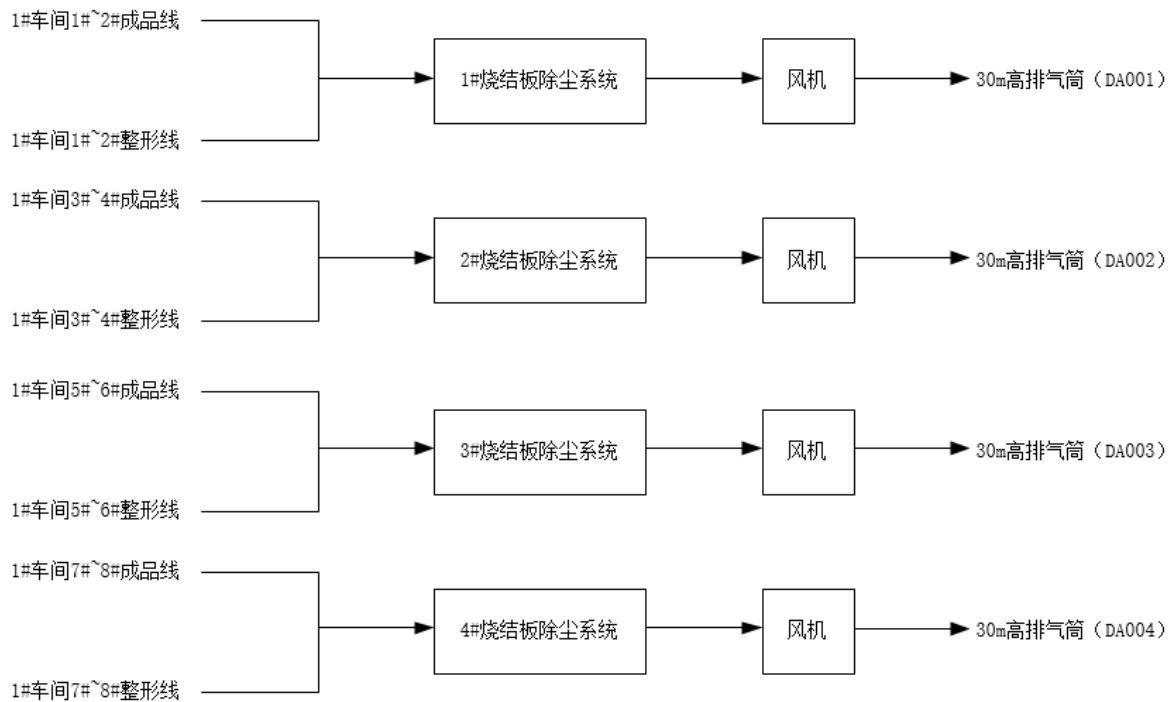 1#车间1#~2#成品线
1#烧结板除尘系统
风机
30m高排气筒（DA001）
1#车间1#~2#整形线
1#车间3#~4#成品线
2#烧结板除尘系统
风机
30m高排气筒（DA002）
1#车间3#~4#整形线
1#车间5#~6#成品线
3#烧结板除尘系统
风机
30m高排气筒（DA003）
1#车间5#~6#整形线
1#车间7#~8#成品线
4#烧结板除尘系统
风机
30m高排气筒（DA004）
1#车间7#~8#整形线